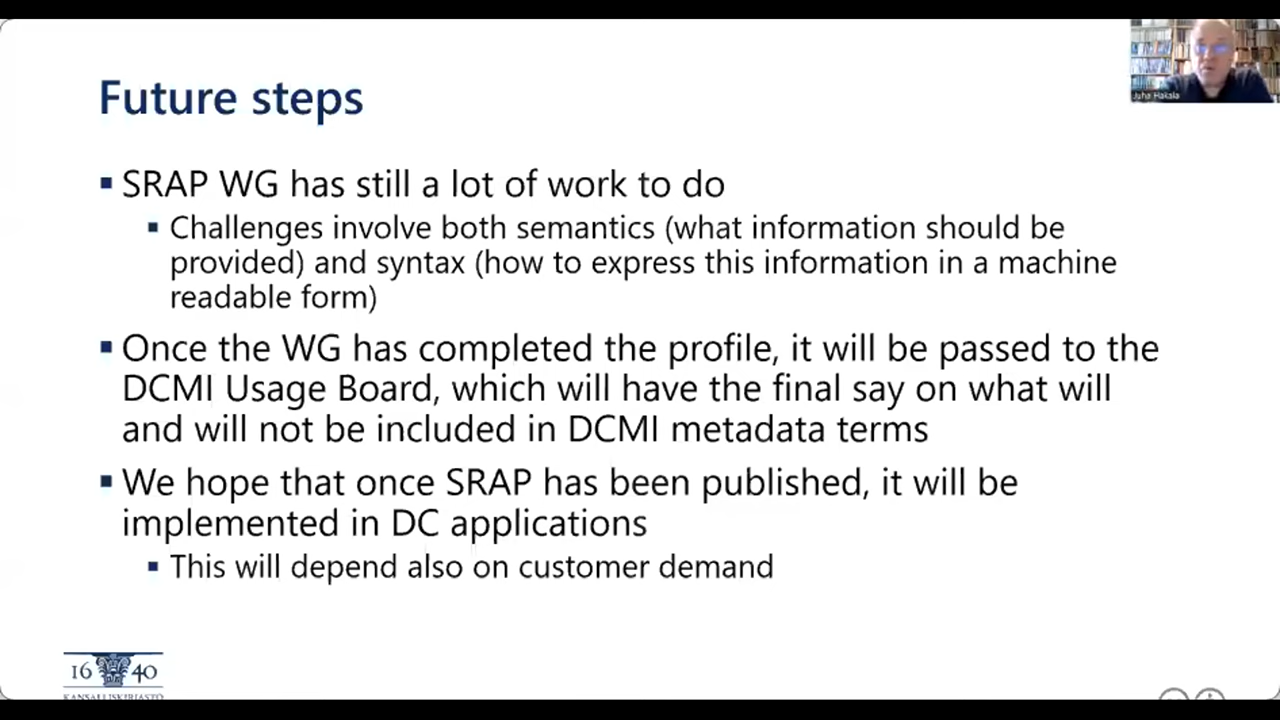 Future steps
Juha Hakala
SRAP WG has still a lot of work to do
Challenges involve both semantics (what information should be
provided) and syntax (how to express this information in a machine
readable form)
Once the WG has completed the profile, it will be passed to the
DCMI Usage Board, which will have the final say on what will
and will not be included in DCMI metadata terms
We hope that once SRAP has been published, it will be
implemented in DC applications
This will depend also on customer demand
16 40
KANSALLISKIRJASTO